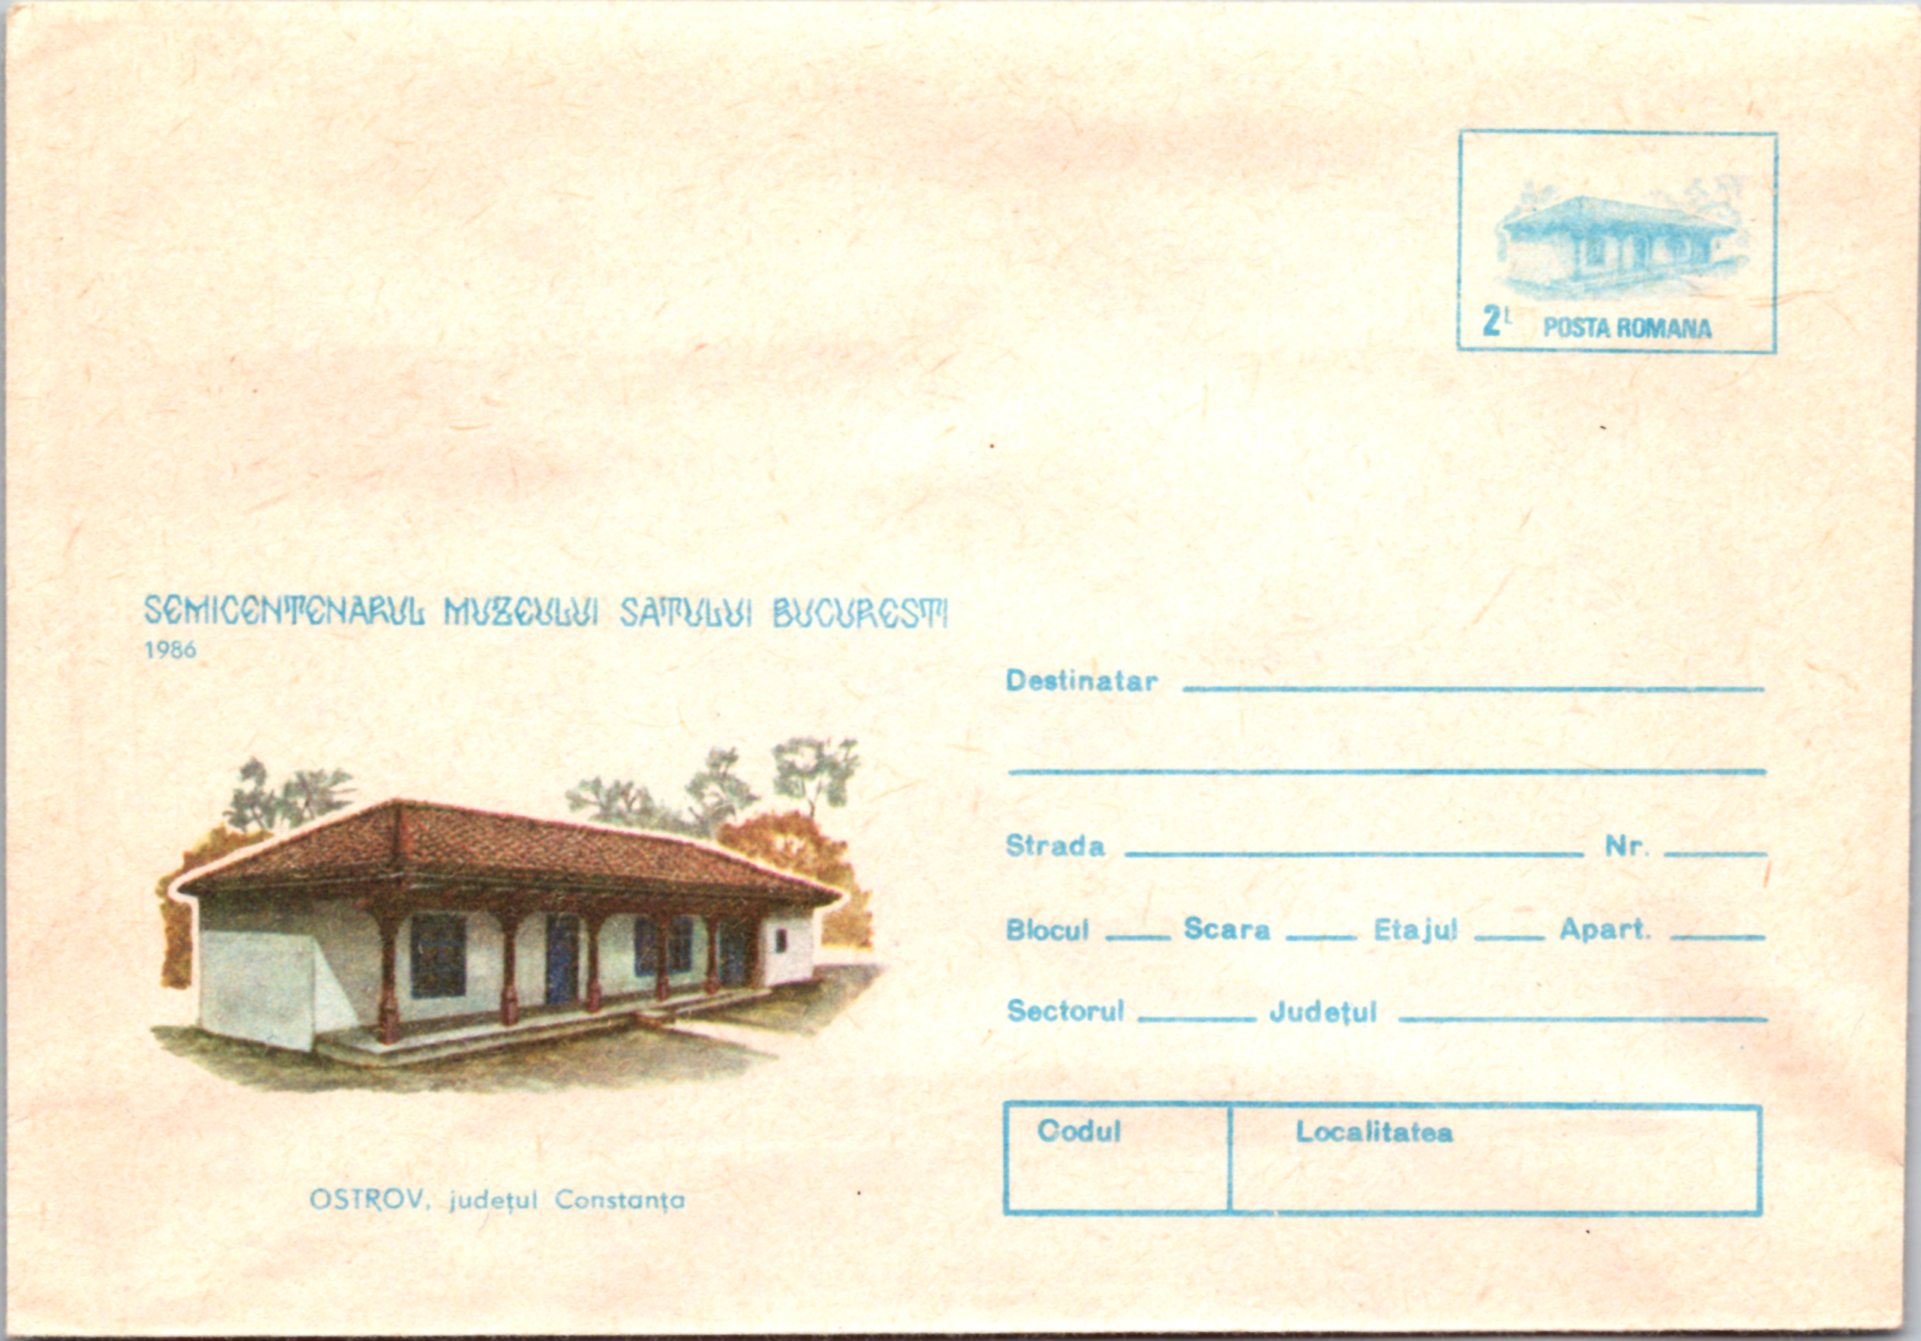 2L POSTA ROMANA
SEMICENTENARUL MUZEULUI SATULUI BUCURESTI
1986
Destinatar
Strada Nr.
Blocul Scara Etajul Apart.
Sectorul Județul
Codul Localitatea
OSTROV, județul Constanța